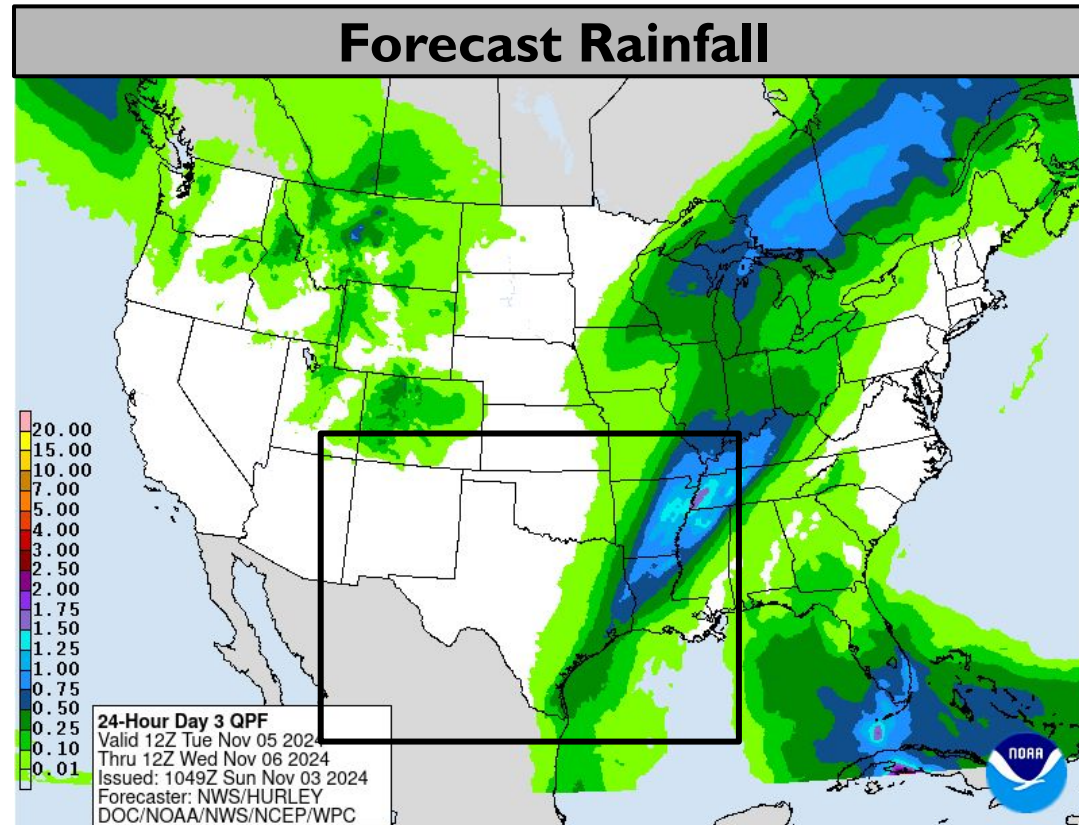 Forecast Rainfall
20.00
15.00
10.00
7.00
5.00
4.00
3.00
2.50
2.00
1.75
1.50
1.25
1.00
0.75
0.50
0.25
0.10
0.01
24-Hour Day 3 QPF
Valid 12Z Tue Nov 05 2024
Thru 12Z Wed Nov 06 2024
Issued: 1049Z Sun Nov 03 2024
Forecaster: NWS/HURLEY
DOC/NOAA/NWS/NCEP/WPC
NOAA